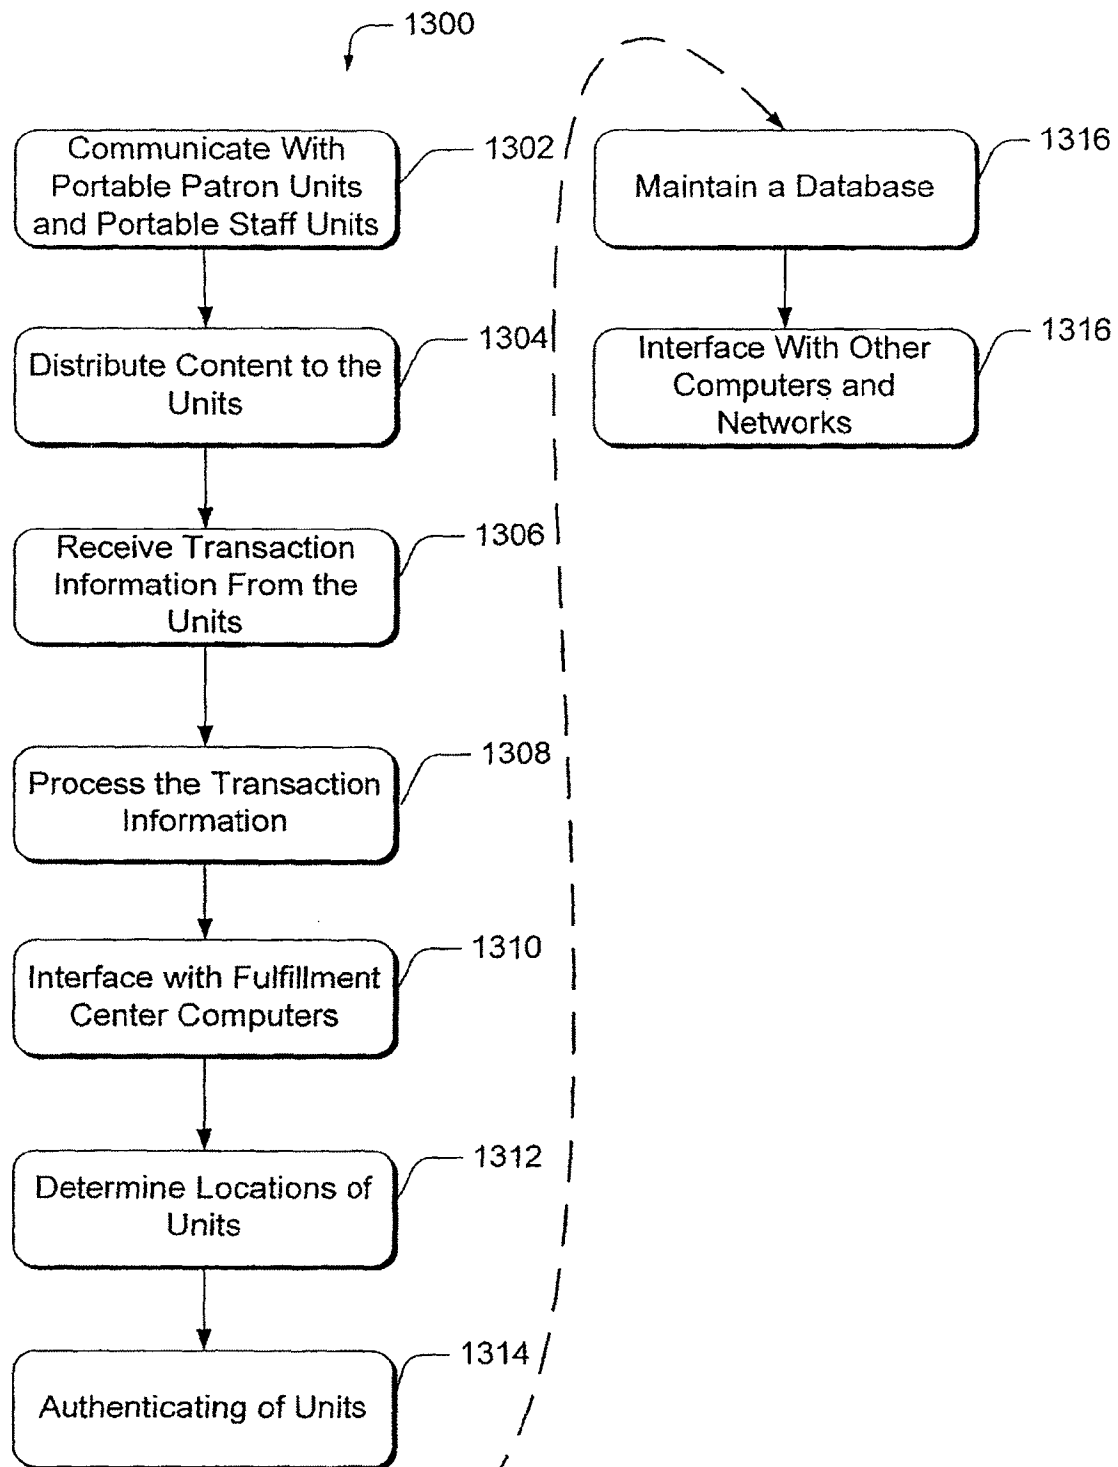 1300
Communicate With
Portable Patron Units
and Portable Staff Units
1302
Distribute Content to the
Units
1304
Receive Transaction
Information From the
Units
1306
Process the Transaction
Information
1308
Interface with Fulfillment
Center Computers
1310
Determine Locations of
Units
1312
Authenticating of Units
1314
Maintain a Database
1316
Interface With Other
Computers and
Networks
1316